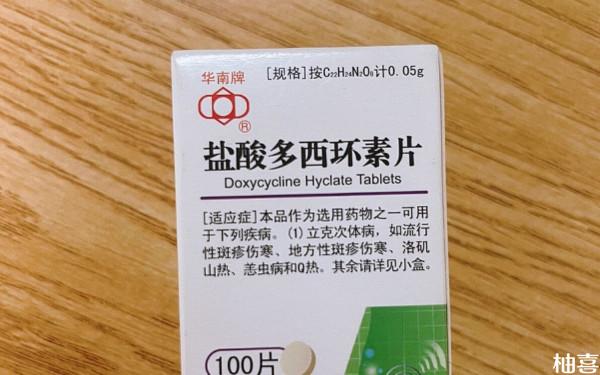 华南牌
[规格]按C₂₂H₂₄N₂O₈计0.05g
®
盐酸多西环素片
Doxycycline Hyclate Tablets
[适应症]本品作为选用药物之一可用
于下列疾病。(1)立克次体病，如流行
性斑疹伤寒、地方性斑疹伤寒、洛矶
山热、恙虫病和Q热。其余请详见小盒。
100片
柚喜